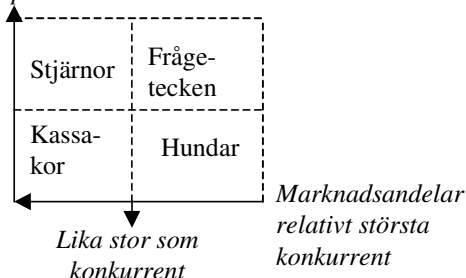 Stjärnor
Fråge-
tecken
Kassa-
kor
Hundar
Marknadsandelar
relativt största
konkurrent
Lika stor som
konkurrent